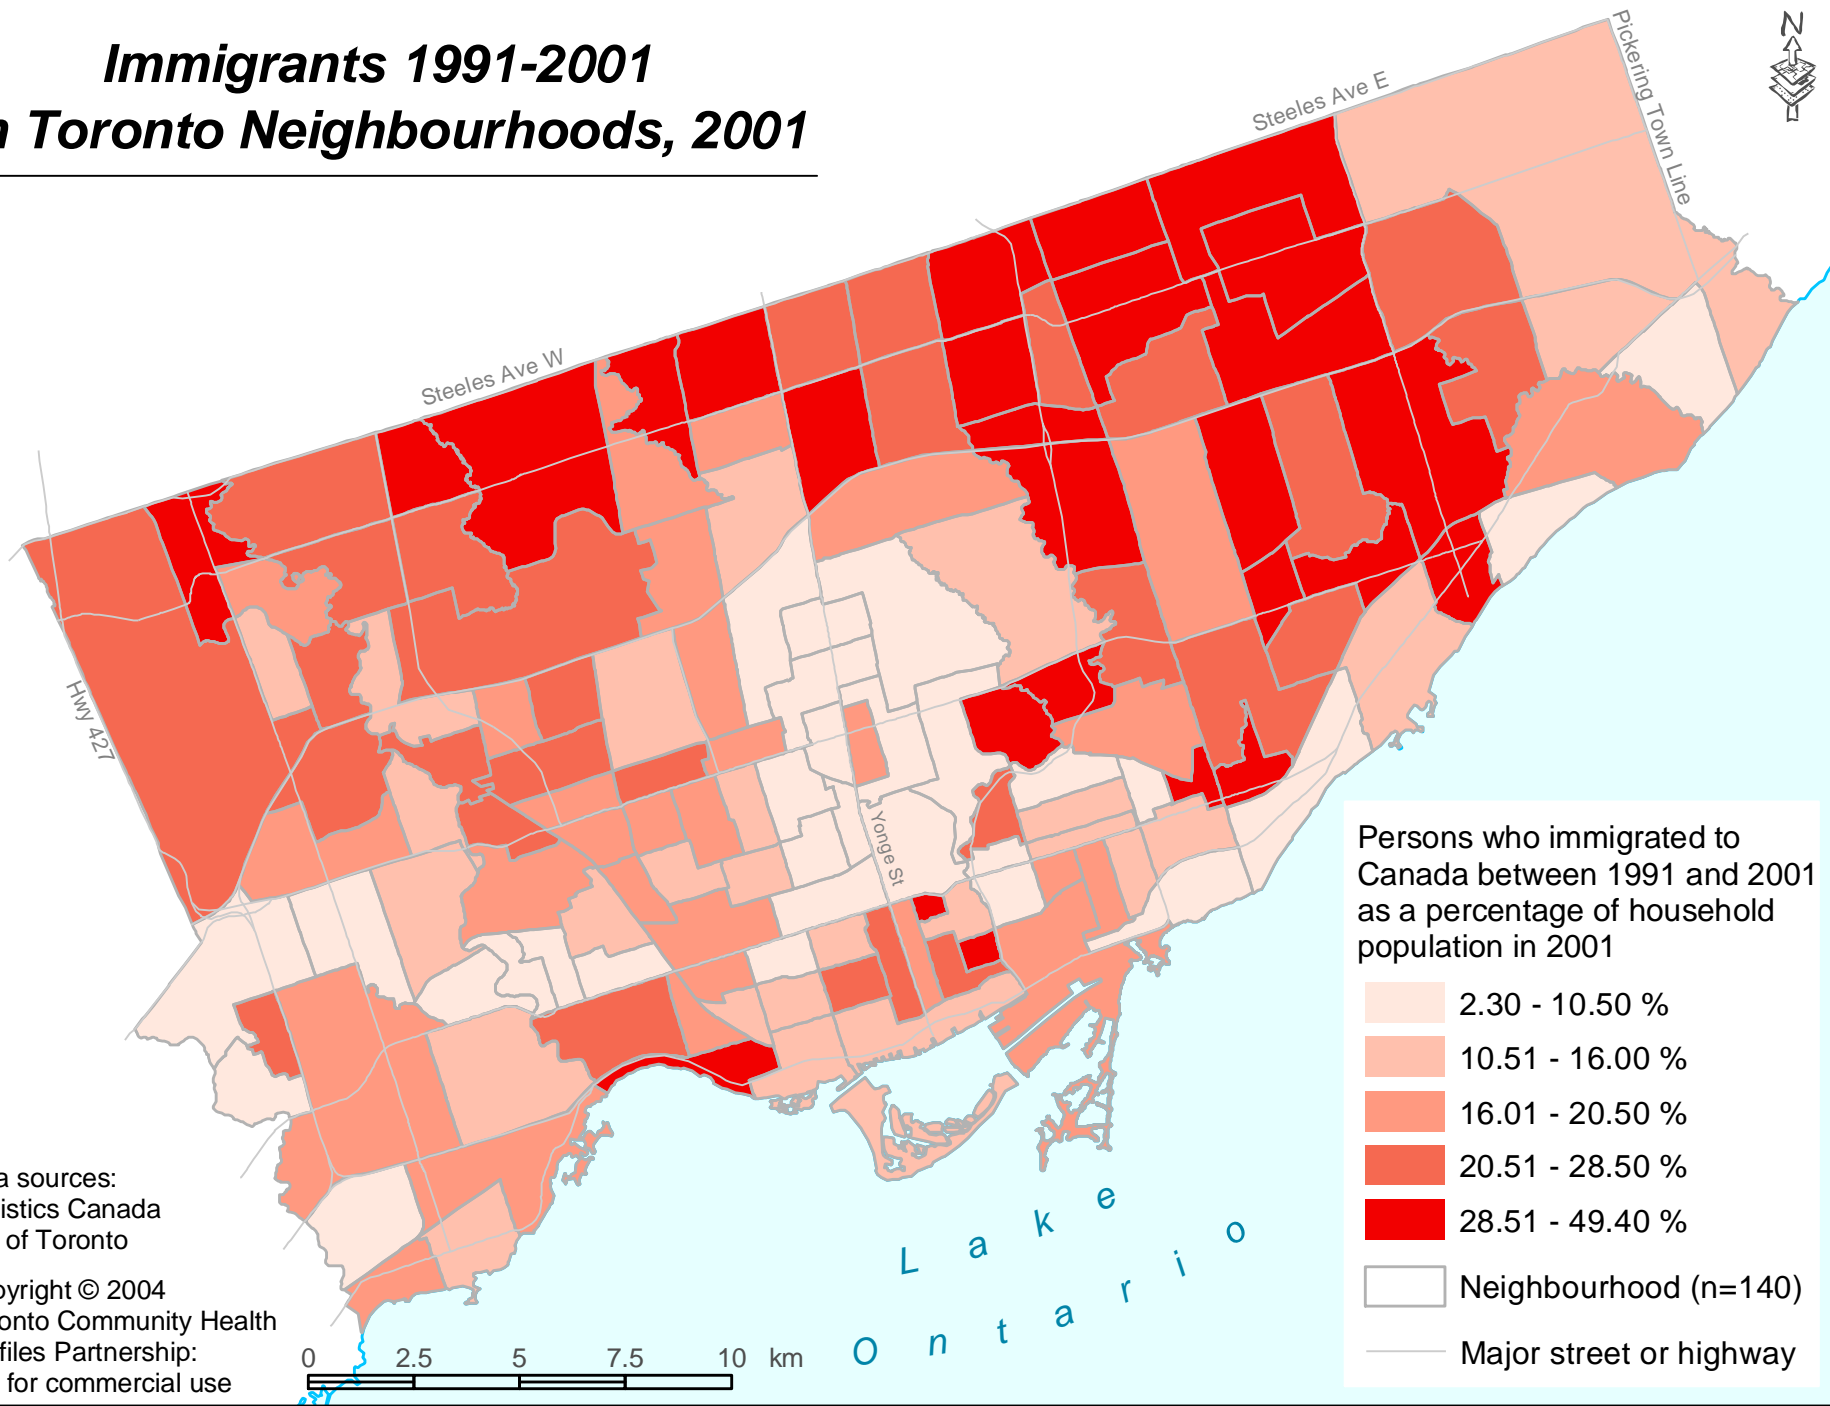 Immigrants 1991-2001
Toronto Neighbourhoods, 2001
N
Pickering Town Line
Steeles Ave E
Steeles Ave W
Hwy 427
Yonge St
Persons who immigrated to
Canada between 1991 and 2001
as a percentage of household
population in 2001
2.30 - 10.50 %
10.51 - 16.00 %
16.01 - 20.50 %
20.51 - 28.50 %
28.51 - 49.40 %
Neighbourhood (n=140)
Major street or highway
Lake
Ontario
a sources:
istics Canada
of Toronto
pyright © 2004
onto Community Health
files Partnership:
for commercial use
0 2.5 5 7.5 10 km